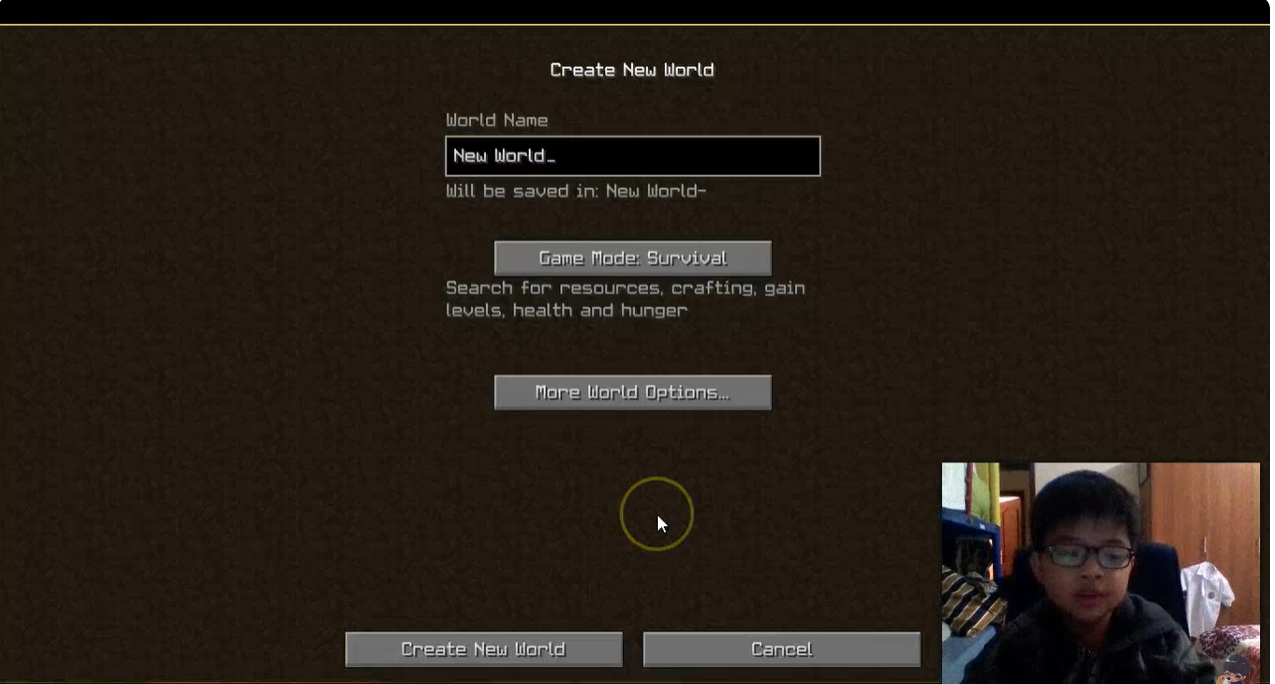 Create New World
World Name
New World_
Will be saved in: New World-
Game Mode: Survival
Search for resources, crafting, gain
levels, health and hunger
More World Options...
Create New World
Cancel